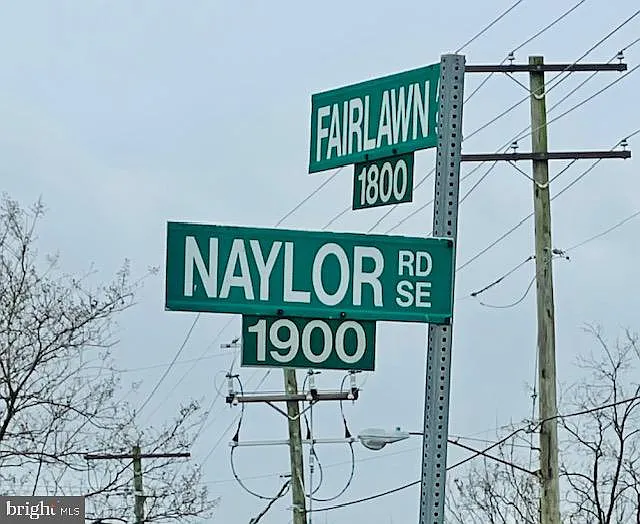 FAIRLAWN
1800
NAYLOR RD SE
1900
bright MLS